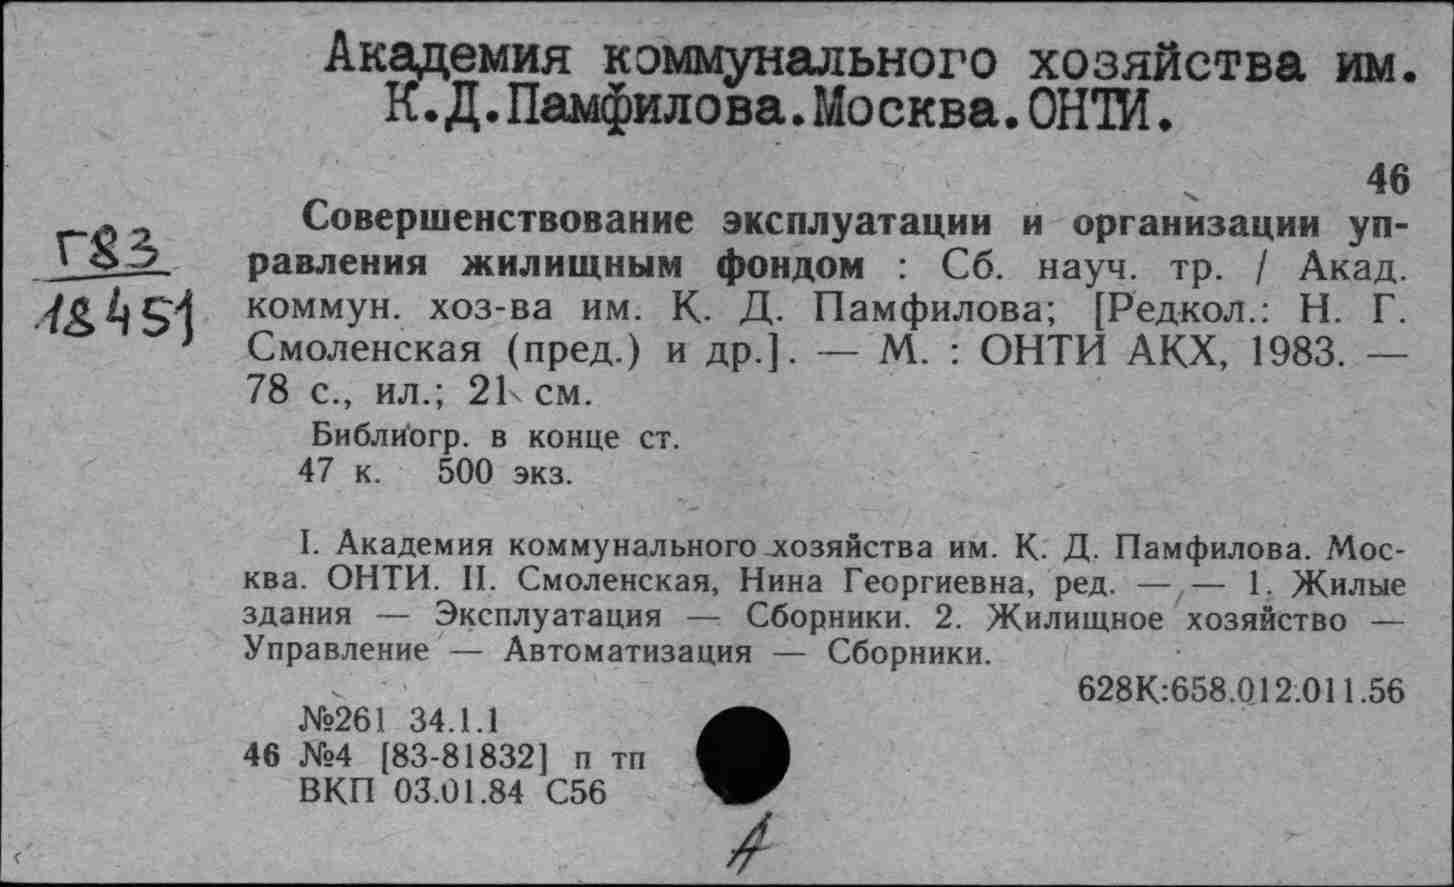 Академия коммунального хозяйства им.
К.Д.Памфилова.Москва.ОНТИ.
46
Г83
18451
Совершенствование эксплуатации и организации уп-
равления жилищным фондом : Сб. науч. тр. / Акад.
коммун. хоз-ва им. К. Д. Памфилова; [Редкол.: Н. Г.
Смоленская (пред.) и др.]. — М. : ОНТИ АКХ, 1983. —
78 с., ил.; 21 см.
Библиогр. в конце ст.
47 к. 500 экз.
I. Академия коммунального хозяйства им. К. Д. Памфилова. Мос-
ква. ОНТИ. II. Смоленская, Нина Георгиевна, ред. — — 1. Жилые
здания — Эксплуатация — Сборники. 2. Жилищное хозяйство —
Управление — Автоматизация — Сборники.
628К:658.012.011.56
№261 34.1.1
46 №4 [83-81832] п тп
ВКП 03.01.84 С56
А